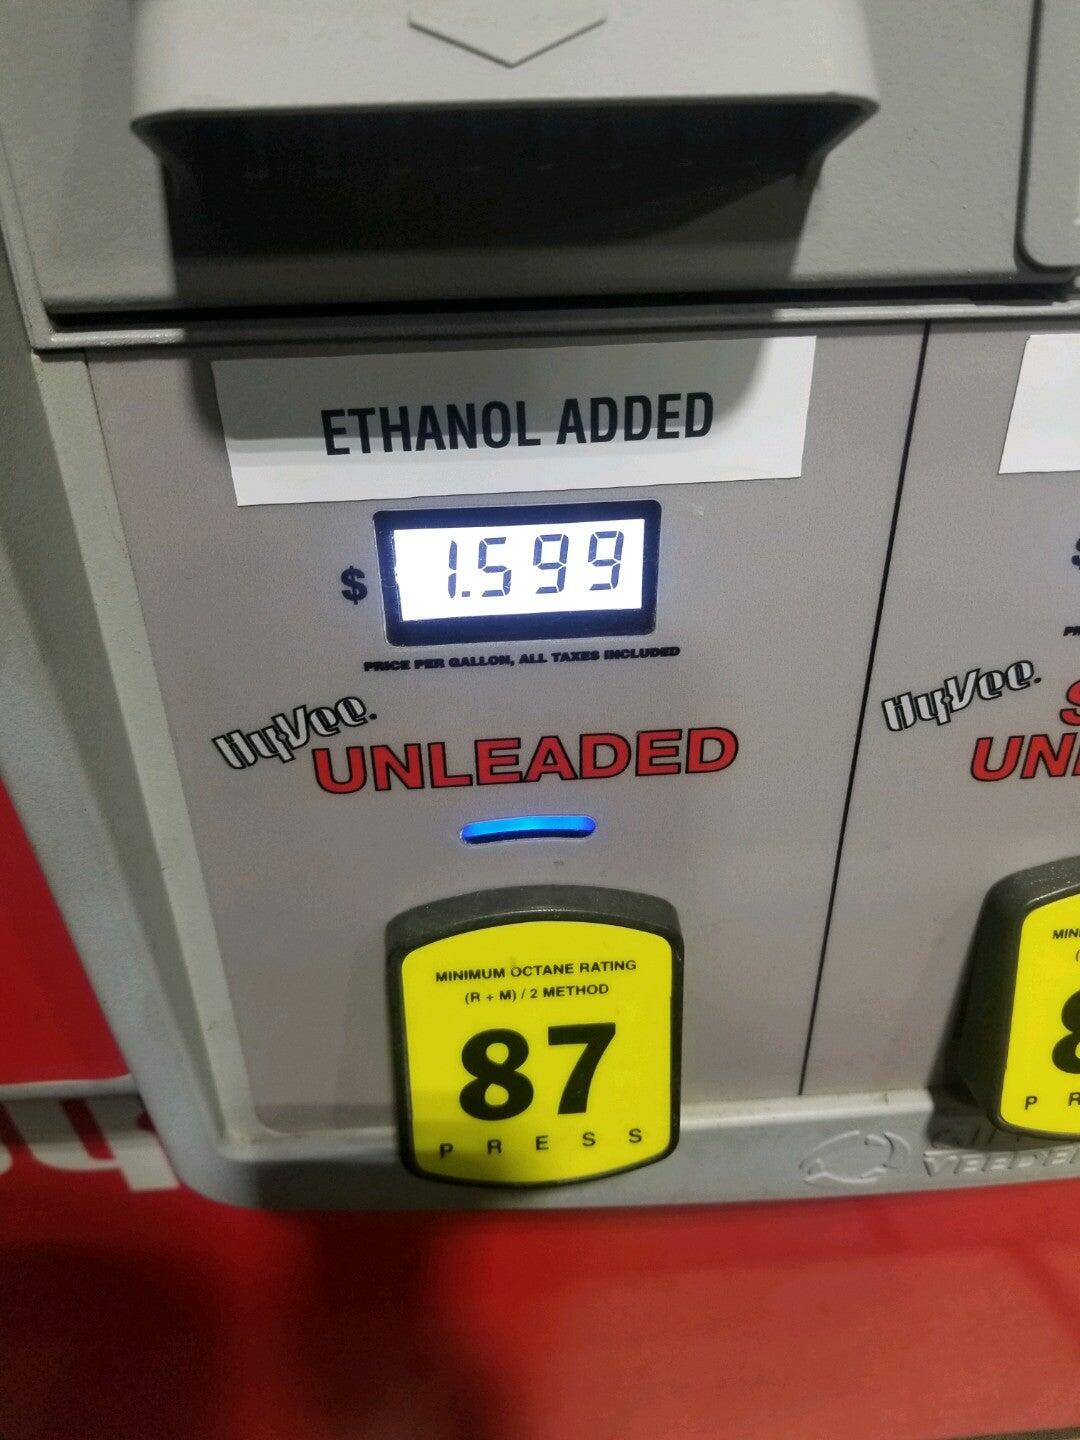 ETHANOL ADDED
$ 1.599
PRICE PER GALLON, ALL TAXES INCLUDED
HyVee.
UNLEADED
MINIMUM OCTANE RATING
(R + M) / 2 METHOD
87
PRESS
HyVee.